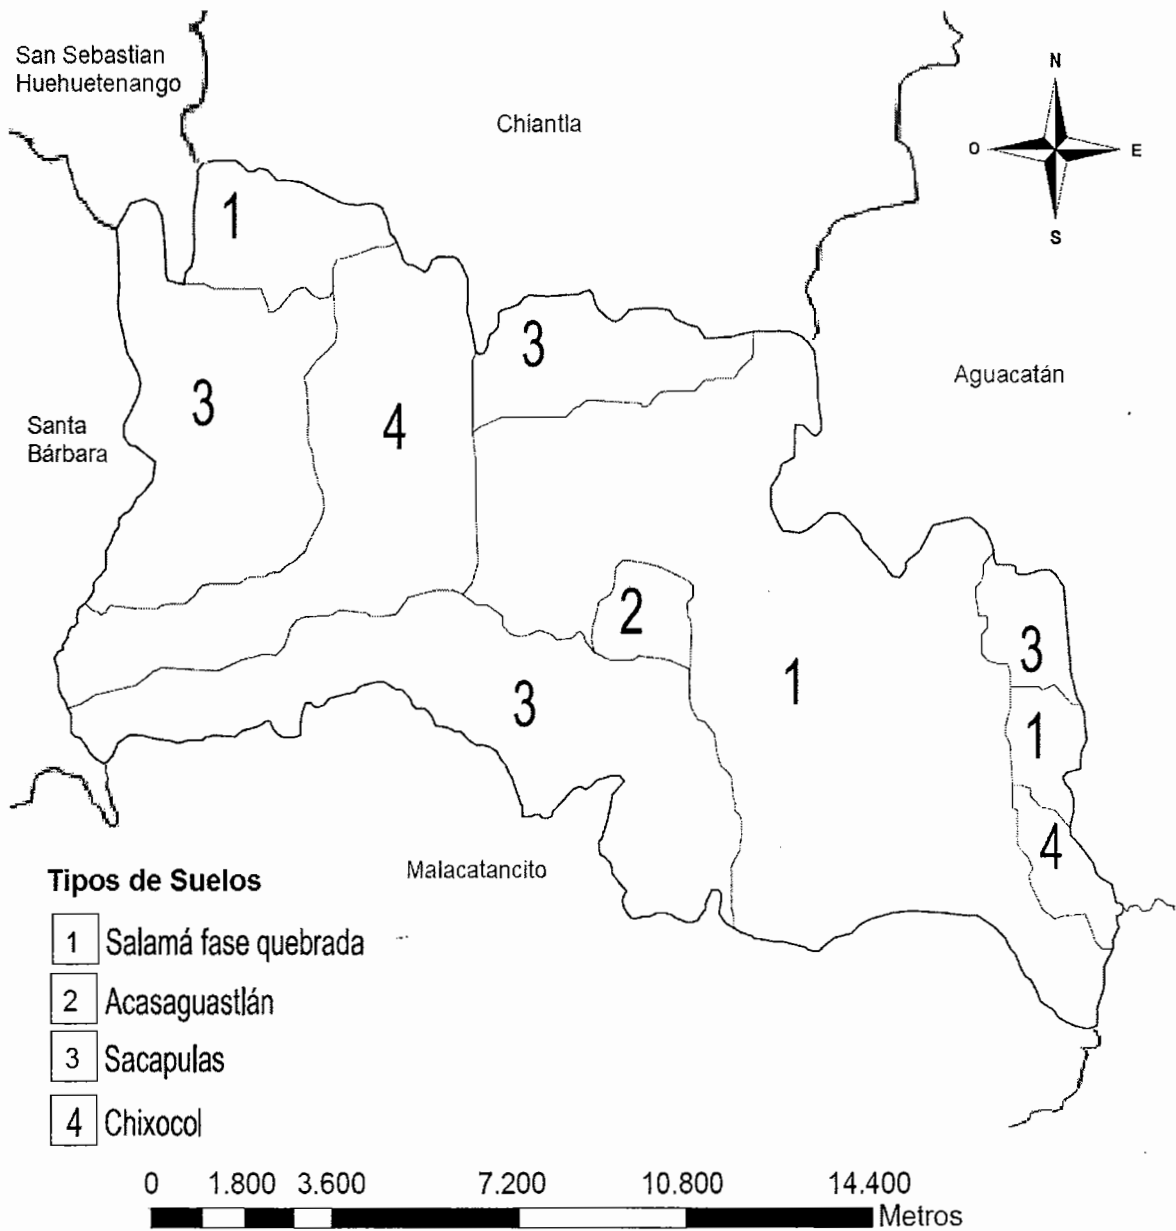 San Sebastian
Huehuetenango
Chiantla
N
O
E
S
1
3
Aguacatán
3
4
Santa
Bárbara
2
3
1
3
1
4
Malacatancito
Tipos de Suelos
1 Salamá fase quebrada
2 Acasaguastlán
3 Sacapulas
4 Chixocol
0 1.800 3.600 7.200 10.800 14.400
Metros